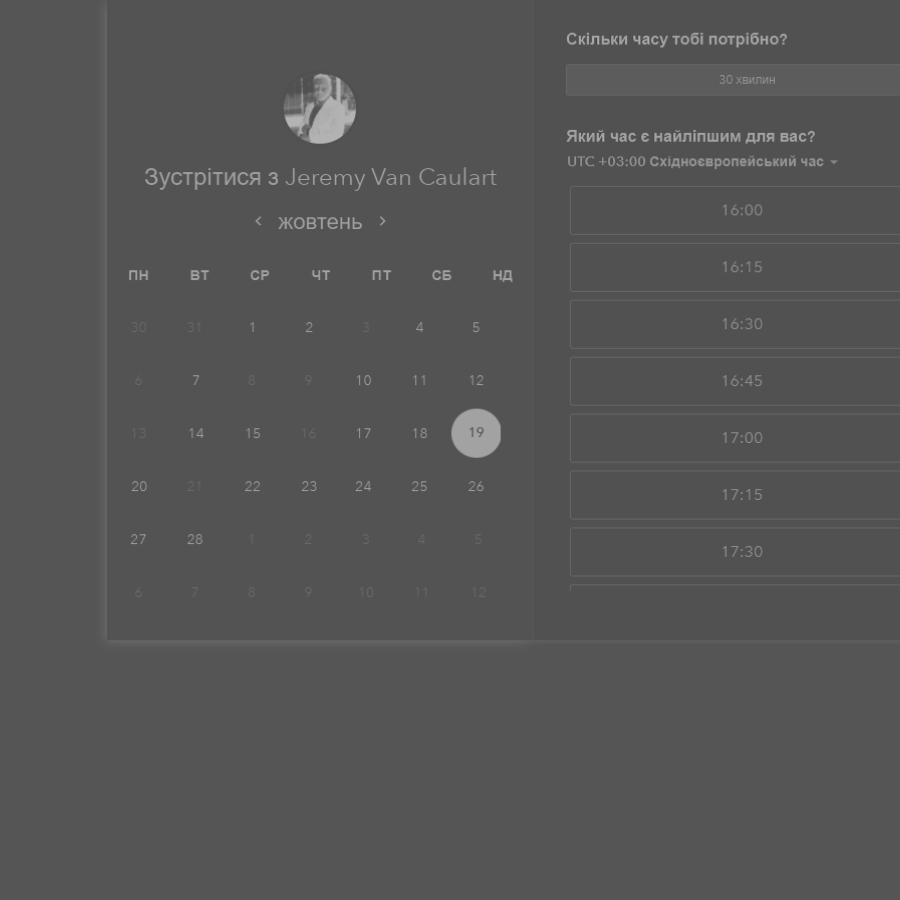 Зустрітися з Jeremy Van Caulart
жовтень
ПН ВТ СР ЧТ ПТ СБ НД
30 31 1 2 3 4 5
6 7 8 9 10 11 12
13 14 15 16 17 18 19
20 21 22 23 24 25 26
27 28 1 2 3 4 5
6 7 8 9 10 11 12
Скільки часу тобі потрібно?
30 хвилин
Який час є найліпшим для вас?
UTC +03:00 Східноєвропейський час
16:00
16:15
16:30
16:45
17:00
17:15
17:30